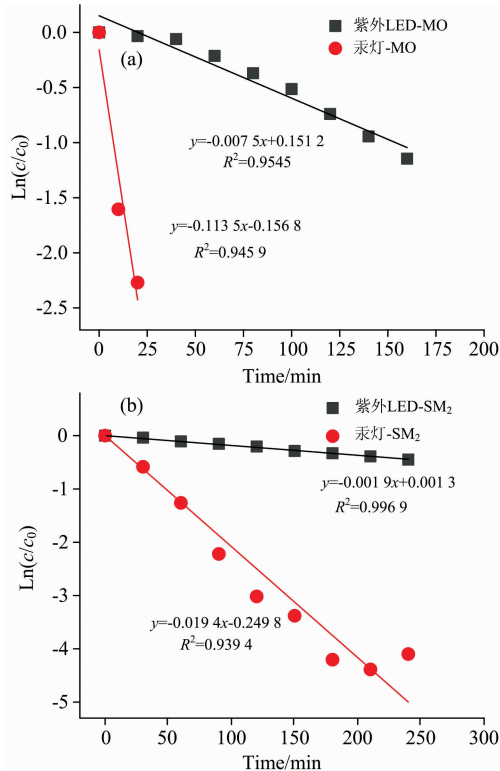 紫外LED-MO
汞灯-MO
(a)
0.0
-0.5
-1.0
-1.5
-2.0
-2.5
Ln(c/c0)
y=-0.007 5x+0.151 2
R2=0.9545
y=-0.113 5x-0.156 8
R2=0.945 9
0 25 50 75 100 125 150 175 200
Time/min
(b)
紫外LED-SM2
汞灯-SM2
0
-1
-2
-3
-4
-5
Ln(c/c0)
y=-0.001 9x+0.001 3
R2=0.996 9
y=-0.019 4x-0.249 8
R2=0.939 4
0 50 100 150 200 250 300
Time/min